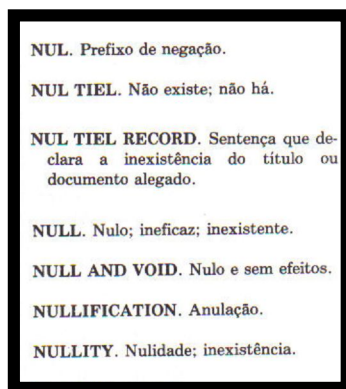 NUL. Prefixo de negação.
NUL TIEL. Não existe; não há.
NUL TIEL RECORD. Sentença que de-
clara a inexistência do título ou
documento alegado.
NULL. Nulo; ineficaz; inexistente.
NULL AND VOID. Nulo e sem efeitos.
NULLIFICATION. Anulação.
NULLITY. Nulidade; inexistência.